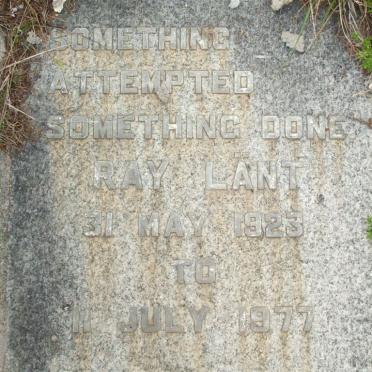 SOMETHING
ATTEMPTED
SOMETHING DONE
RAY LANT
31 MAY 1923
TO
11 JULY 1977